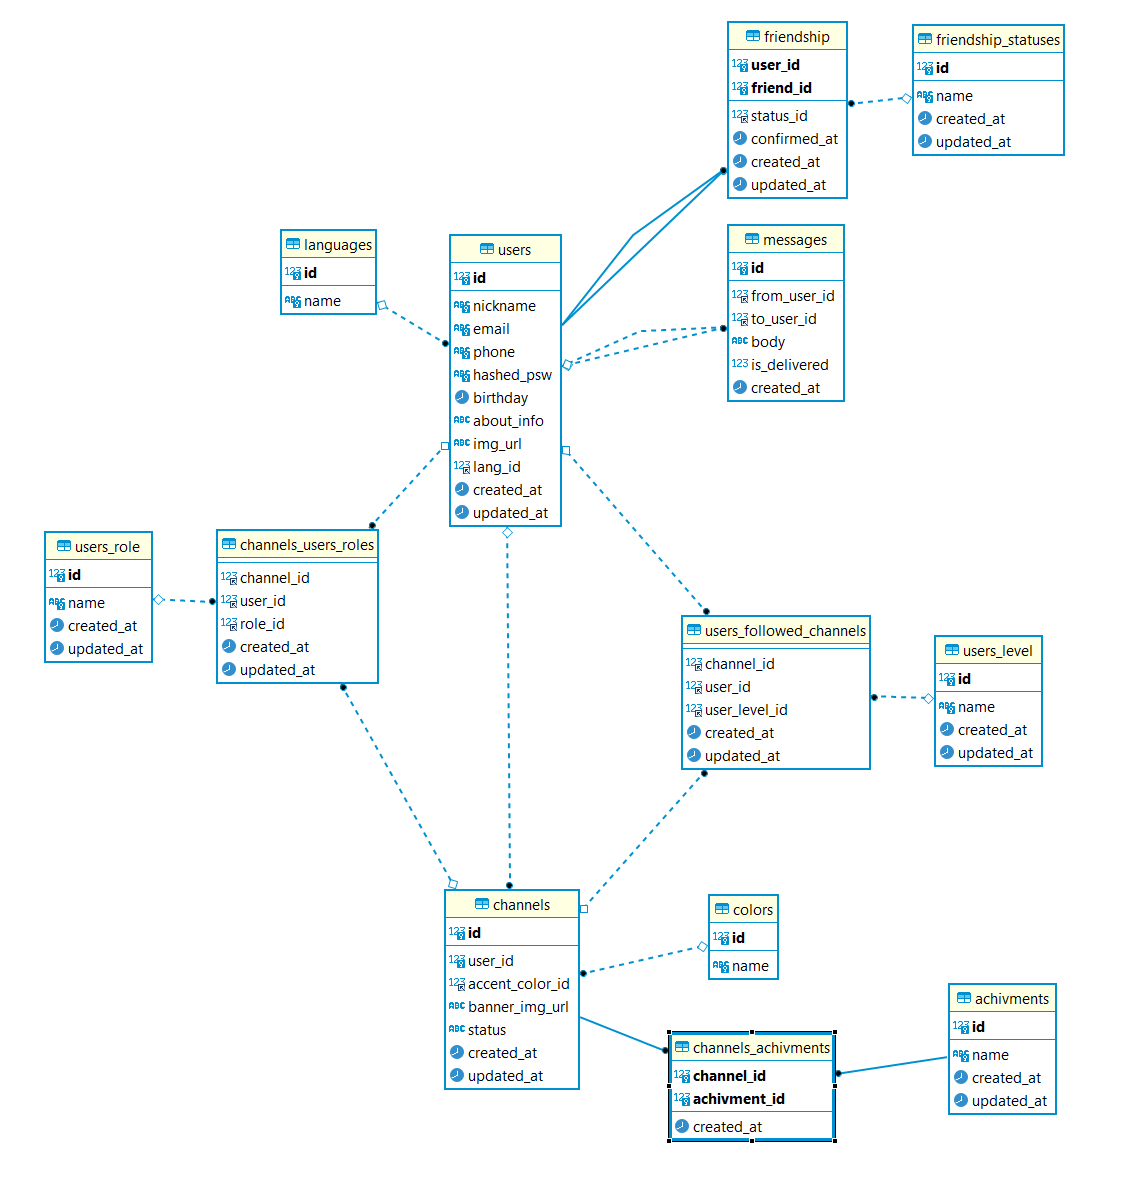 friendship
user_id
friend_id
status_id
confirmed_at
created_at
updated_at
friendship_statuses
id
name
created_at
updated_at
languages
id
name
users
id
nickname
email
phone
hashed_psw
birthday
about_info
img_url
lang_id
created_at
updated_at
messages
id
from_user_id
to_user_id
body
is_delivered
created_at
users_role
id
name
created_at
updated_at
channels_users_roles
channel_id
user_id
role_id
created_at
updated_at
users_followed_channels
channel_id
user_id
user_level_id
created_at
updated_at
users_level
id
name
created_at
updated_at
channels
id
user_id
accent_color_id
banner_img_url
status
created_at
updated_at
colors
id
name
channels_achivments
channel_id
achivment_id
created_at
achivments
id
name
created_at
updated_at